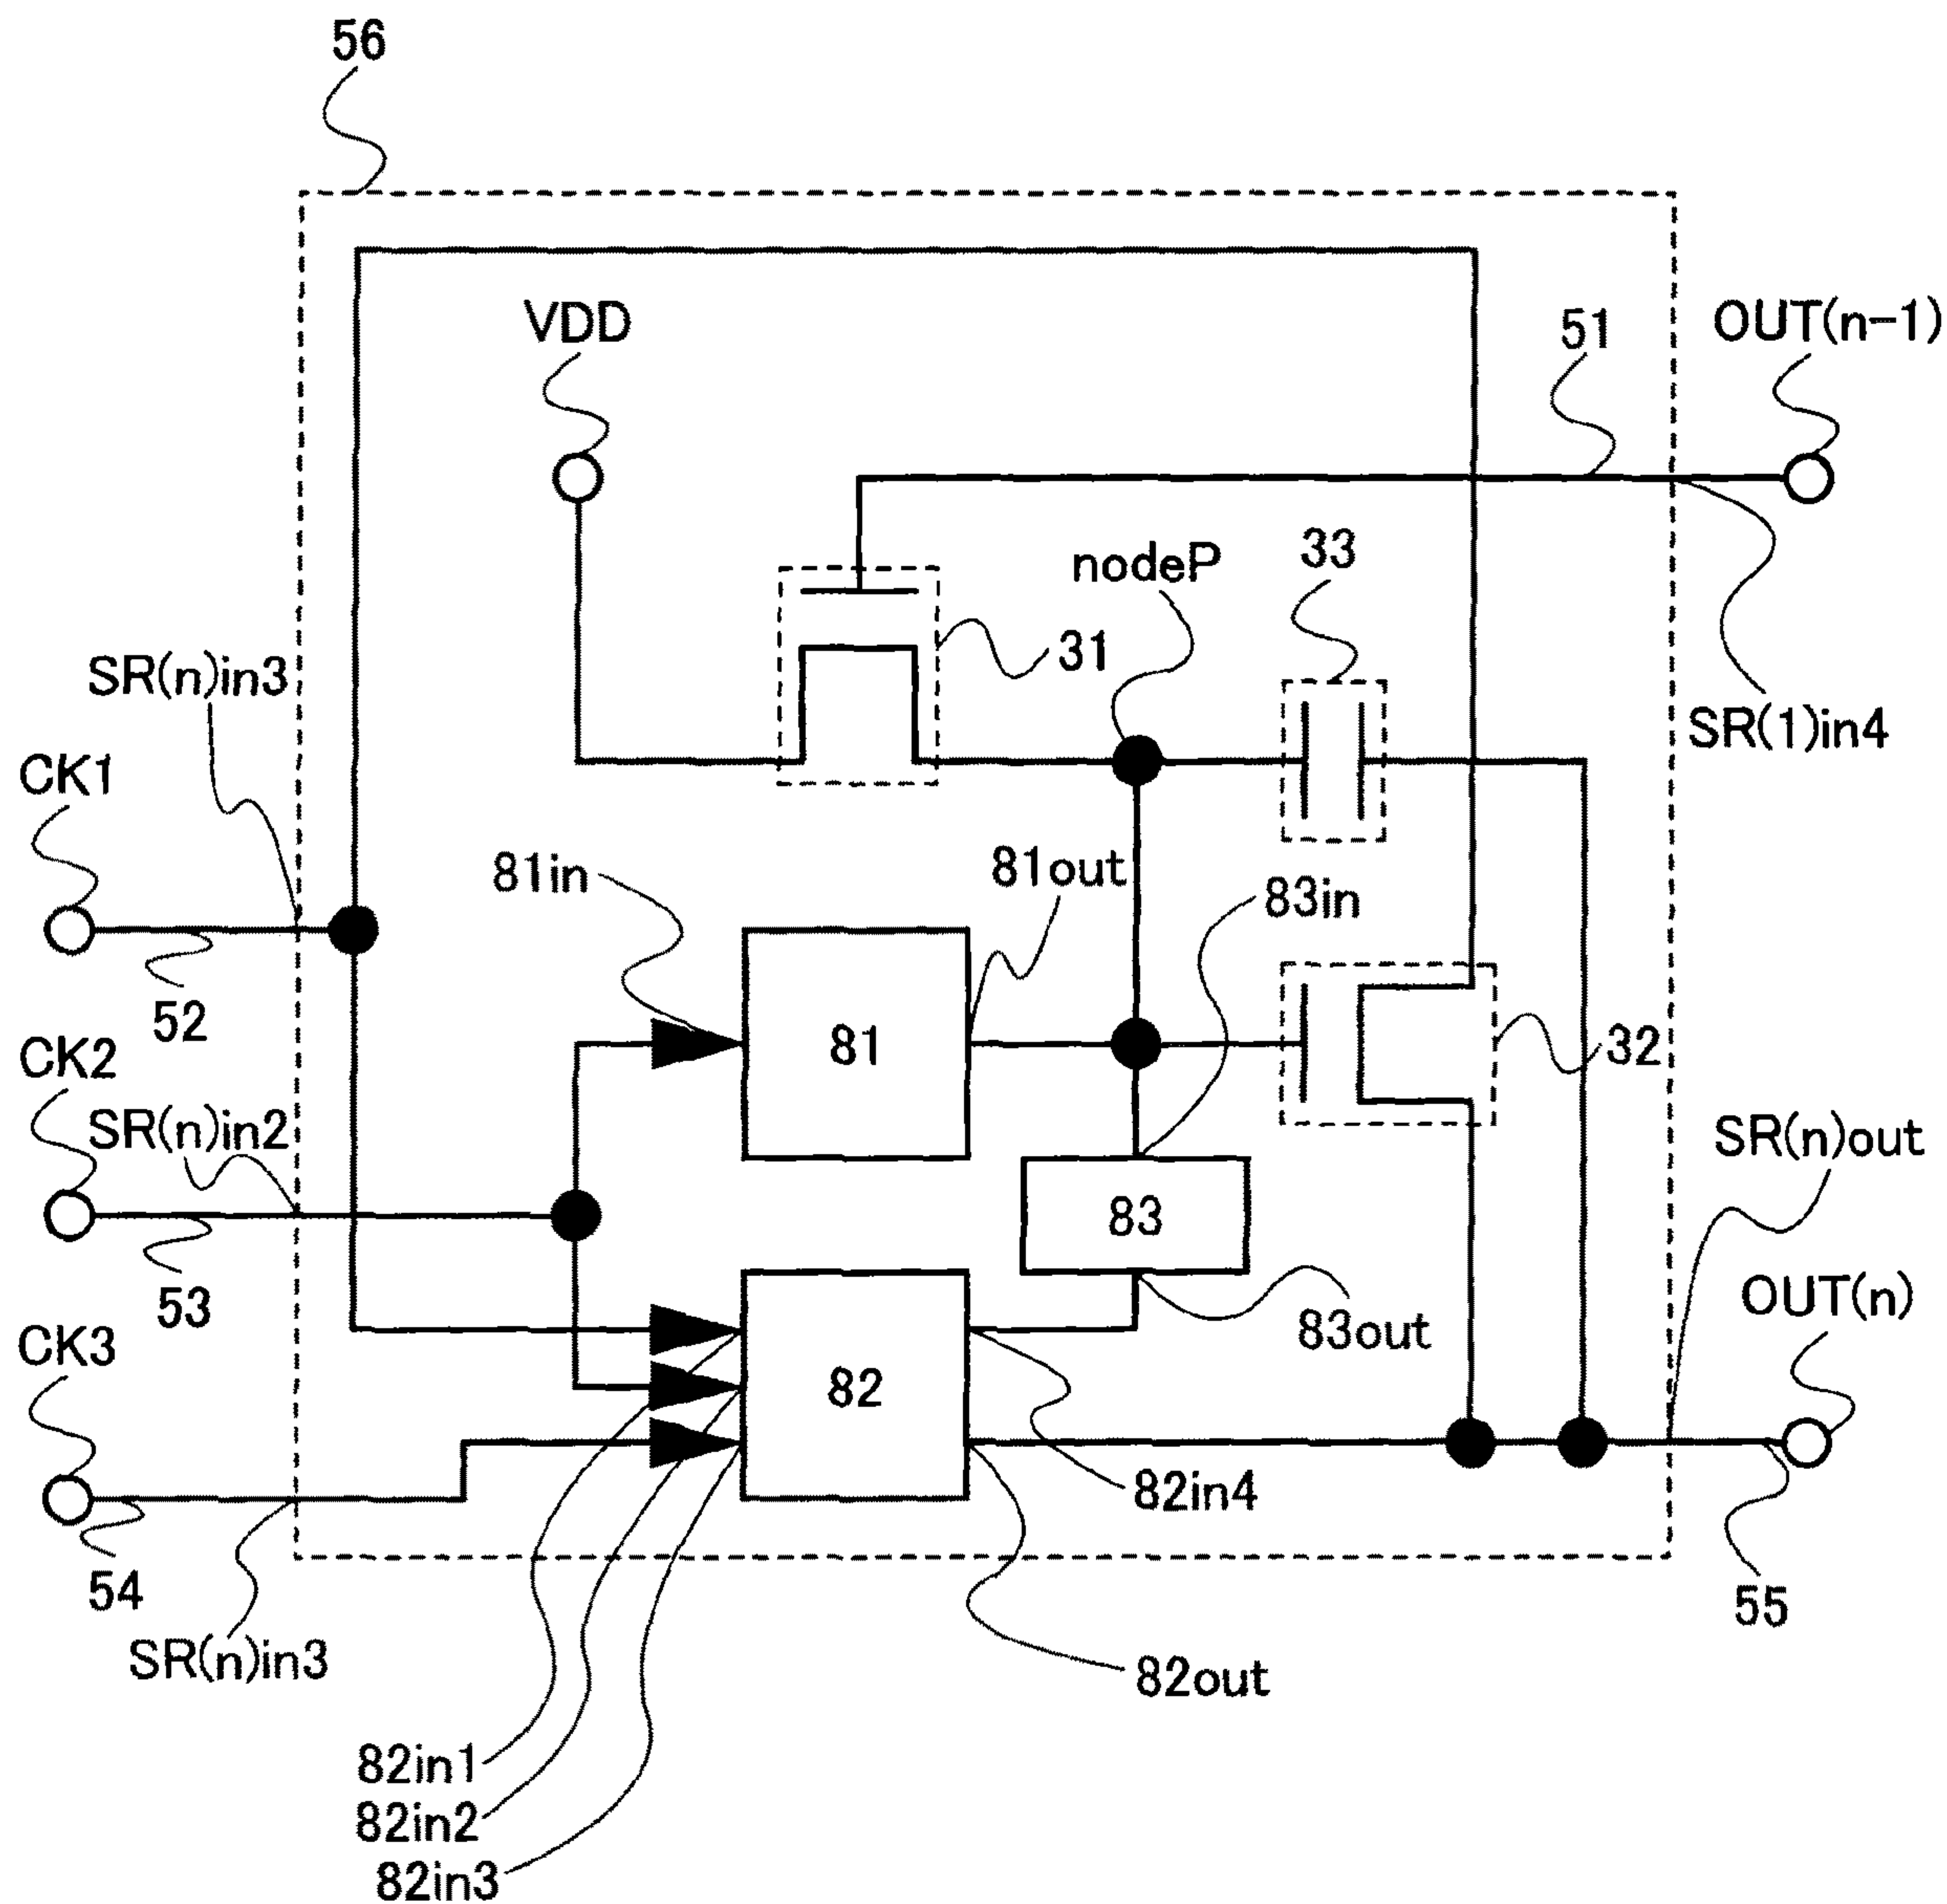 56
VDD
51
OUT(n-1)
33
nodeP
31
SR(n)in3
SR(1)in4
CK1
81in
81out
83in
52
81
32
CK2
SR(n)in2
SR(n)out
83
53
OUT(n)
CK3
83out
82
82in4
54
55
SR(n)in3
82out
82in1
82in2
82in3